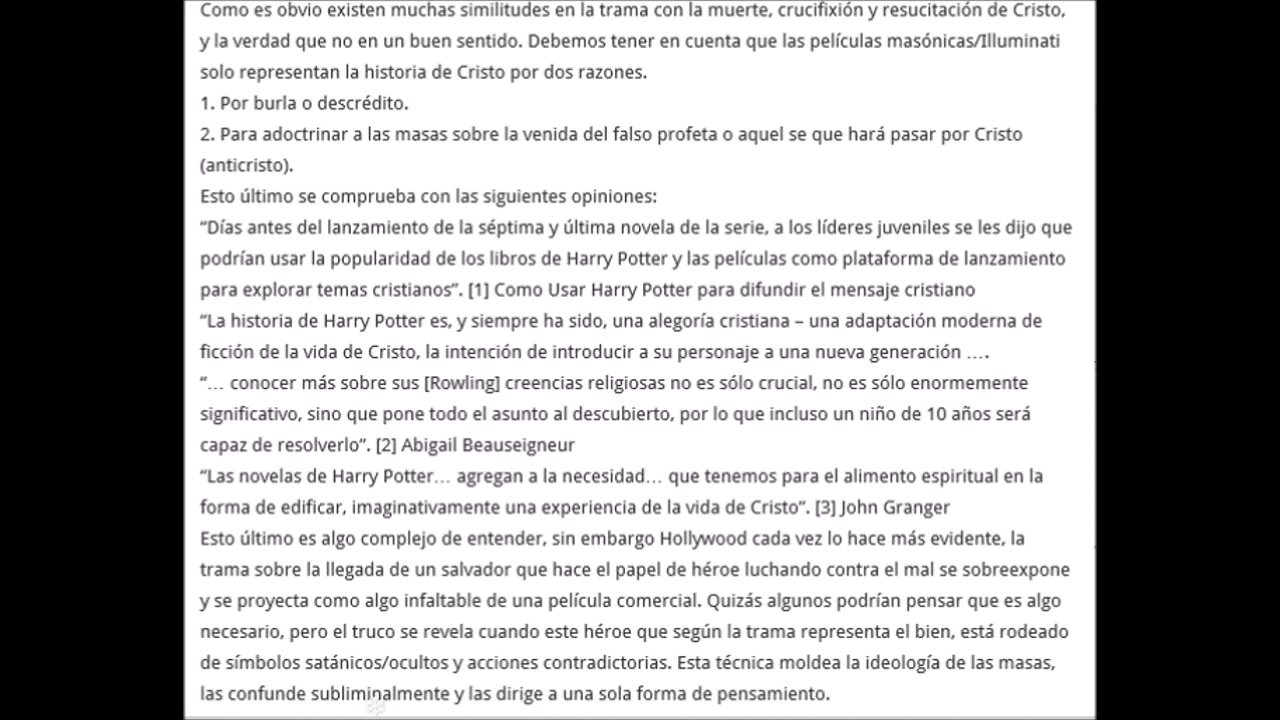 Como es obvio existen muchas similitudes en la trama con la muerte, crucifixión y resucitación de Cristo,
y la verdad que no en un buen sentido. Debemos tener en cuenta que las películas masónicas/Illuminati
solo representan la historia de Cristo por dos razones.
1. Por burla o descrédito.
2. Para adoctrinar a las masas sobre la venida del falso profeta o aquel se que hará pasar por Cristo
(anticristo).
Esto último se comprueba con las siguientes opiniones:
“Días antes del lanzamiento de la séptima y última novela de la serie, a los líderes juveniles se les dijo que
podrían usar la popularidad de los libros de Harry Potter y las películas como plataforma de lanzamiento
para explorar temas cristianos”. [1] Como Usar Harry Potter para difundir el mensaje cristiano
“La historia de Harry Potter es, y siempre ha sido, una alegoría cristiana – una adaptación moderna de
ficción de la vida de Cristo, la intención de introducir a su personaje a una nueva generación ….
“… conocer más sobre sus [Rowling] creencias religiosas no es sólo crucial, no es sólo enormemente
significativo, sino que pone todo el asunto al descubierto, por lo que incluso un niño de 10 años será
capaz de resolverlo”. [2] Abigail Beauseigneur
“Las novelas de Harry Potter… agregan a la necesidad… que tenemos para el alimento espiritual en la
forma de edificar, imaginativamente una experiencia de la vida de Cristo”. [3] John Granger
Esto último es algo complejo de entender, sin embargo Hollywood cada vez lo hace más evidente, la
trama sobre la llegada de un salvador que hace el papel de héroe luchando contra el mal se sobreexpone
y se proyecta como algo infaltable de una película comercial. Quizás algunos podrían pensar que es algo
necesario, pero el truco se revela cuando este héroe que según la trama representa el bien, está rodeado
de símbolos satánicos/ocultos y acciones contradictorias. Esta técnica moldea la ideología de las masas,
las confunde subliminalmente y las dirige a una sola forma de pensamiento.